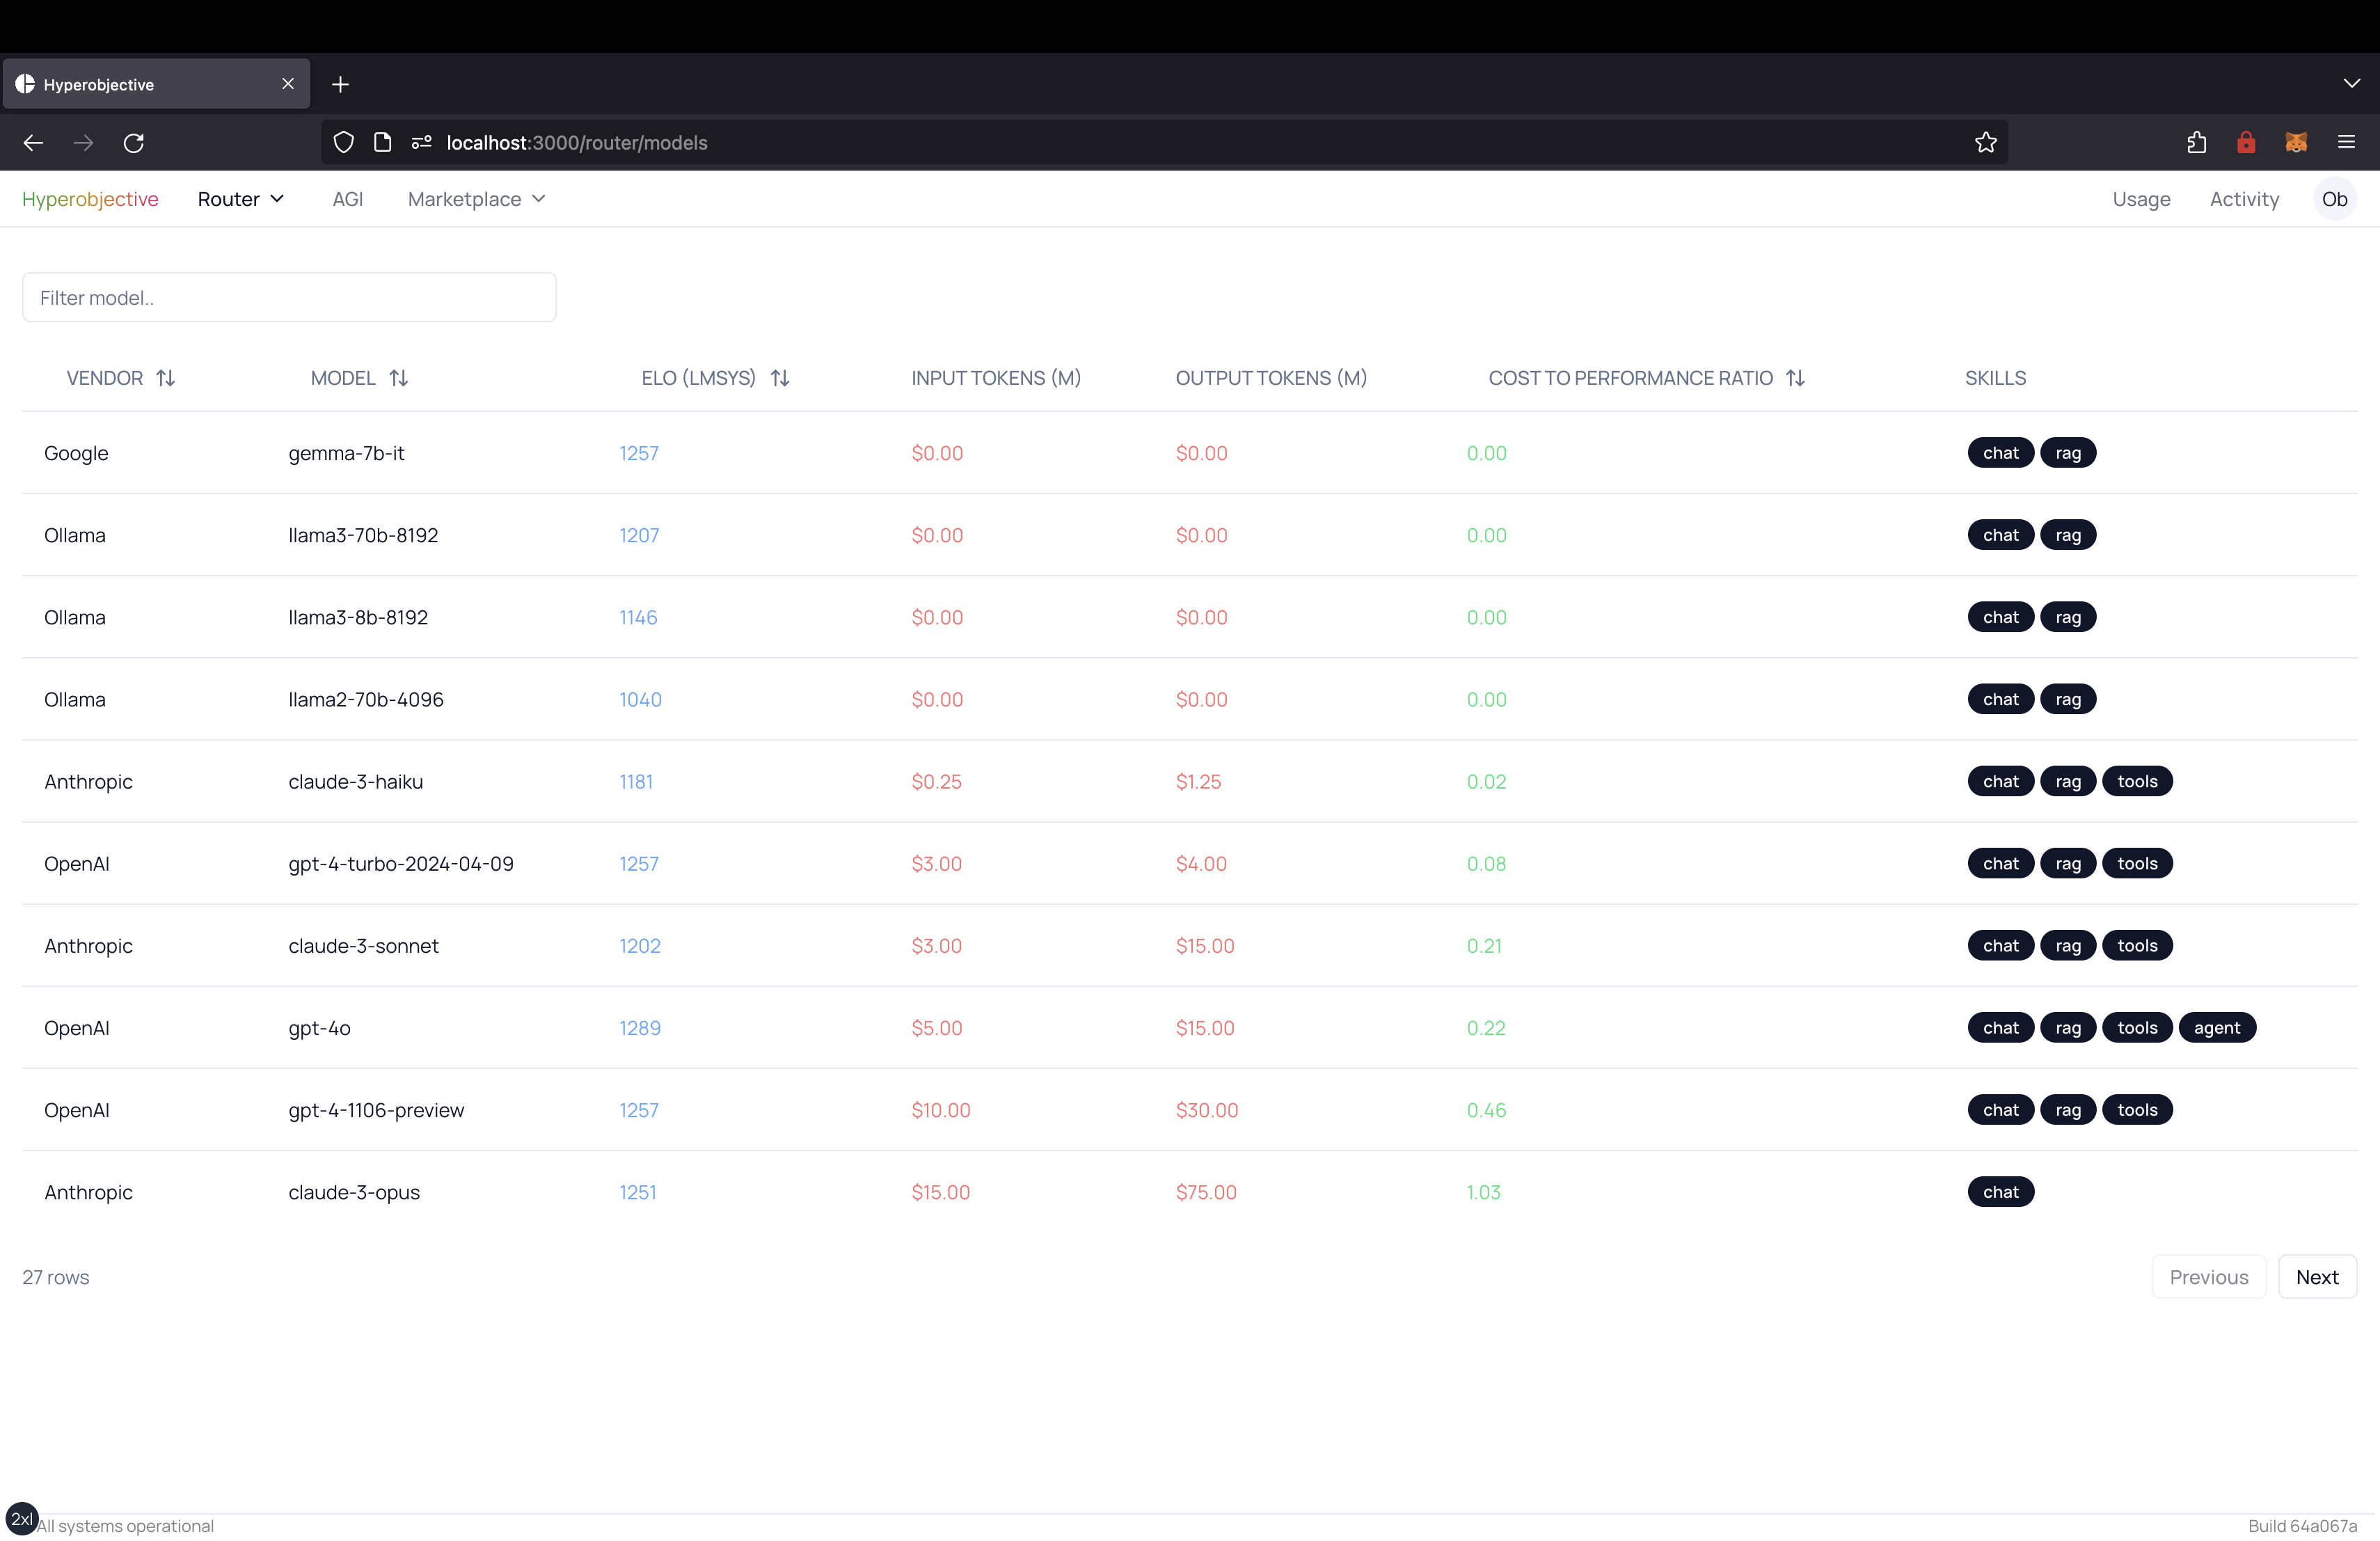 Hyperobjective
localhost:3000/router/models
Hyperobjective Router AGI Marketplace Usage Activity Ob
Filter model..
VENDOR MODEL ELO (LMSYS) INPUT TOKENS (M) OUTPUT TOKENS (M) COST TO PERFORMANCE RATIO SKILLS
Google gemma-7b-it 1257 $0.00 $0.00 0.00 chat rag
Ollama llama3-70b-8192 1207 $0.00 $0.00 0.00 chat rag
Ollama llama3-8b-8192 1146 $0.00 $0.00 0.00 chat rag
Ollama llama2-70b-4096 1040 $0.00 $0.00 0.00 chat rag
Anthropic claude-3-haiku 1181 $0.25 $1.25 0.02 chat rag tools
OpenAI gpt-4-turbo-2024-04-09 1257 $3.00 $4.00 0.08 chat rag tools
Anthropic claude-3-sonnet 1202 $3.00 $15.00 0.21 chat rag tools
OpenAI gpt-4o 1289 $5.00 $15.00 0.22 chat rag tools agent
OpenAI gpt-4-1106-preview 1257 $10.00 $30.00 0.46 chat rag tools
Anthropic claude-3-opus 1251 $15.00 $75.00 1.03 chat
27 rows Previous Next
2xl All systems operational Build 64a067a